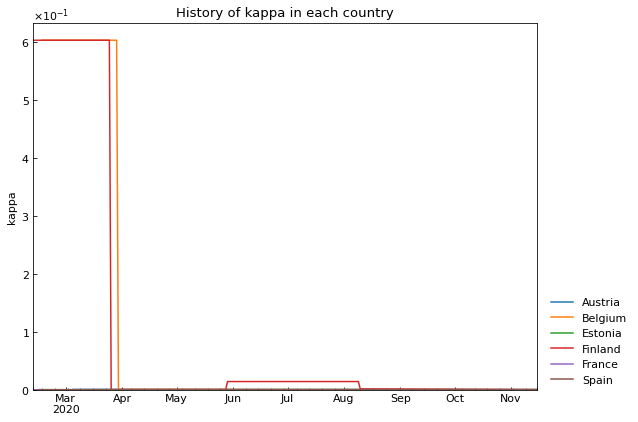 History of kappa in each country
×10⁻¹
6
5
4
3
2
1
0
kappa
Mar Apr May Jun Jul Aug Sep Oct Nov
2020
Austria
Belgium
Estonia
Finland
France
Spain